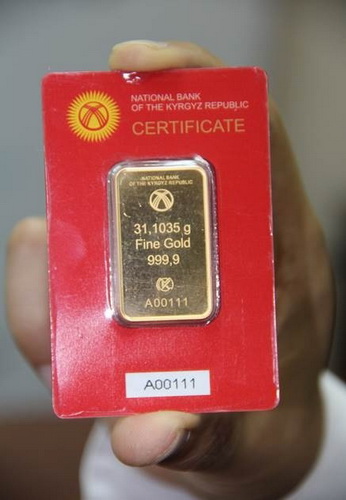 NATIONAL BANK
OF THE KYRGYZ REPUBLIC
CERTIFICATE
NATIONAL BANK
OF THE KYRGYZ REPUBLIC
31,1035 g
Fine Gold
999,9
A00111
A00111